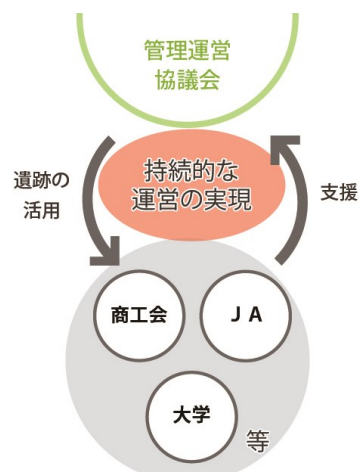 管理運営
協議会
持続的な
運営の実現
遺跡の
活用
支援
商工会
ＪＡ
大学
等